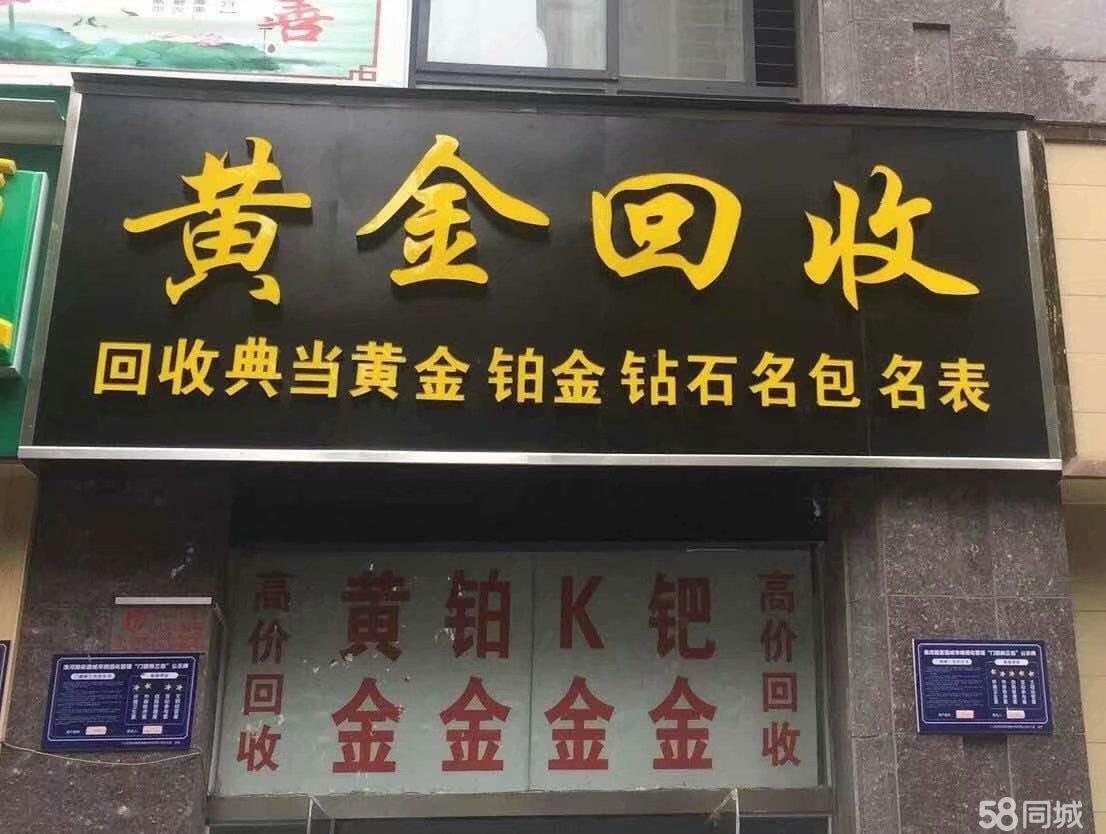 喜
黄金回收
回收典当黄金 铂金 钻石名包 名表
高价回收
黄金
铂金
K金
钯金
高价回收
58同城